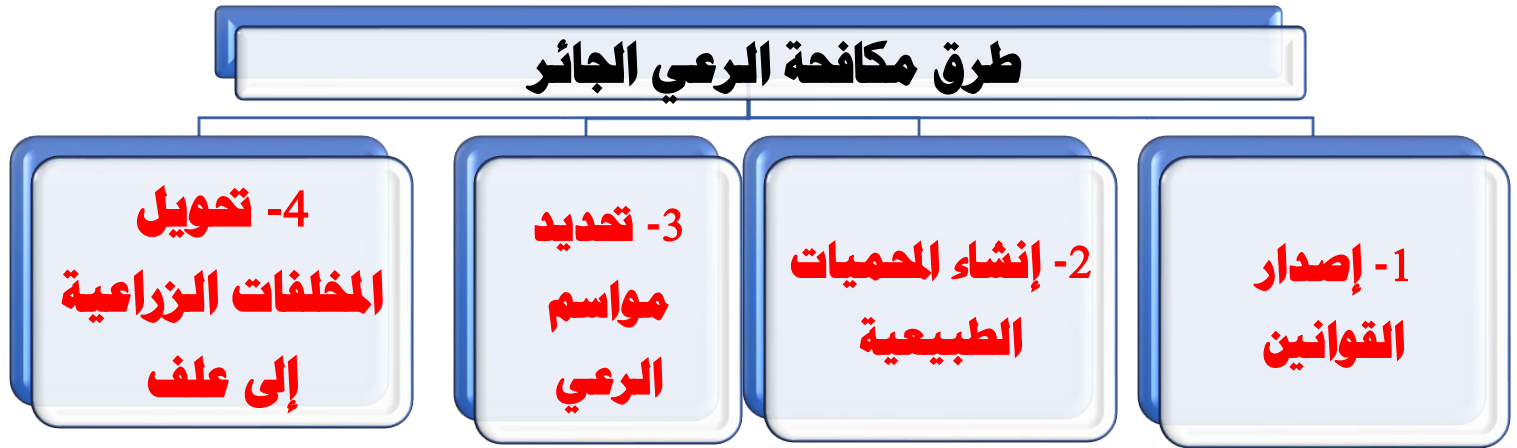 طرق مكافحة الرعي الجائر
1- إصدار
القوانين
2- إنشاء المحميات
الطبيعية
3- تحديد
مواسم
الرعي
4- تحويل
المخلفات الزراعية
إلى علف